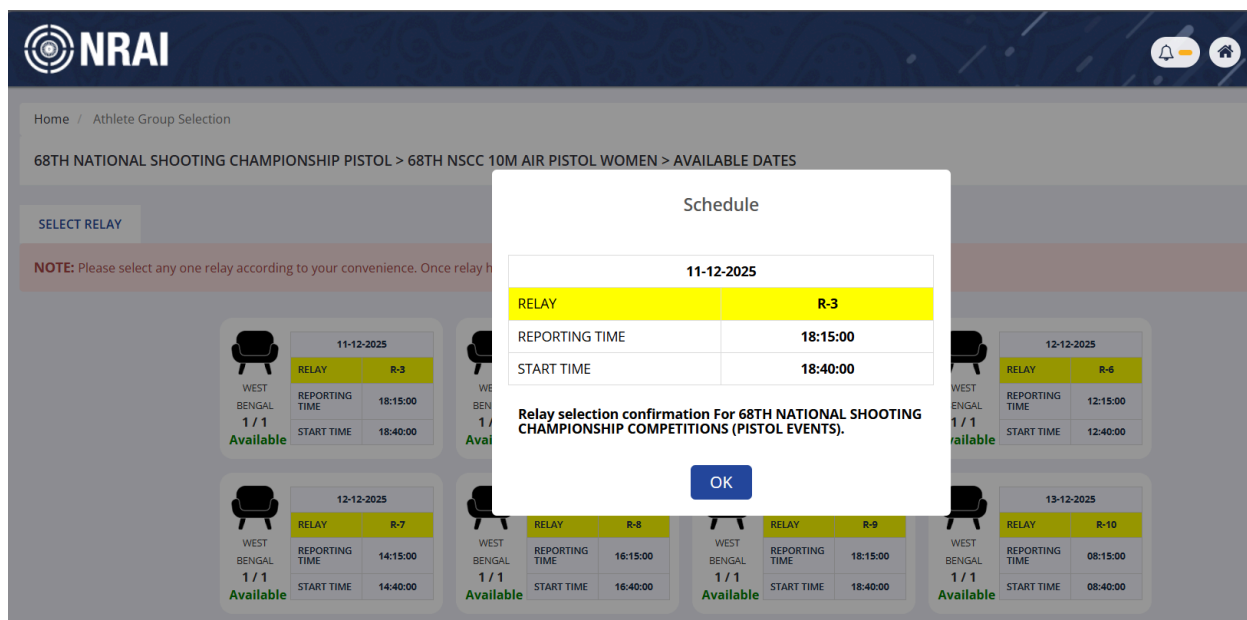 NRAI
Home / Athlete Group Selection
68TH NATIONAL SHOOTING CHAMPIONSHIP PISTOL > 68TH NSCC 10M AIR PISTOL WOMEN > AVAILABLE DATES
SELECT RELAY
NOTE: Please select any one relay according to your convenience. Once relay
Schedule
11-12-2025
RELAY R-3
REPORTING TIME 18:15:00
START TIME 18:40:00
Relay selection confirmation For 68TH NATIONAL SHOOTING
CHAMPIONSHIP COMPETITIONS (PISTOL EVENTS).
OK
WEST
BENGAL
1 / 1
Available
11-12-2025
RELAY R-3
REPORTING
TIME 18:15:00
START TIME 18:40:00
WEST
BENGAL
1 / 1
Available
12-12-2025
RELAY R-6
REPORTING
TIME 12:15:00
START TIME 12:40:00
WEST
BENGAL
1 / 1
Available
12-12-2025
RELAY R-7
REPORTING
TIME 14:15:00
START TIME 14:40:00
WEST
BENGAL
1 / 1
Available
RELAY R-8
REPORTING
TIME 16:15:00
START TIME 16:40:00
WEST
BENGAL
1 / 1
Available
RELAY R-9
REPORTING
TIME 18:15:00
START TIME 18:40:00
WEST
BENGAL
1 / 1
Available
13-12-2025
RELAY R-10
REPORTING
TIME 08:15:00
START TIME 08:40:00